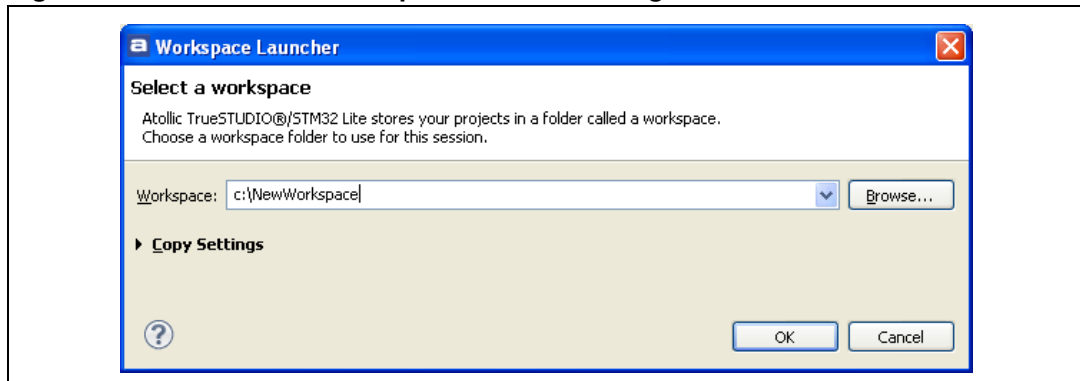 Workspace Launcher
Select a workspace
Atollic TrueSTUDIO®/STM32 Lite stores your projects in a folder called a workspace.
Choose a workspace folder to use for this session.
Workspace: c:\NewWorkspace Browse...
Copy Settings
?
OK Cancel